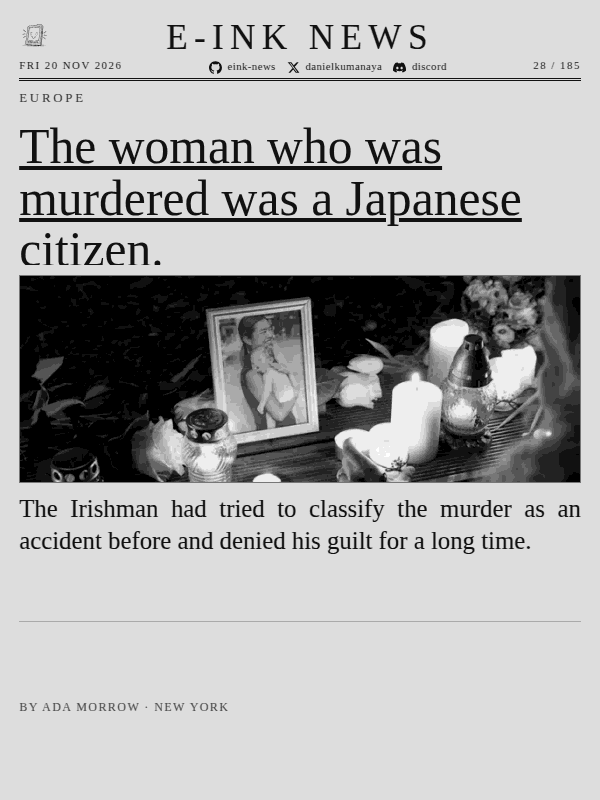 E-INK NEWS
FRI 20 NOV 2026
eink-news
danielkumanaya
discord
28 / 185
EUROPE
The woman who was
murdered was a Japanese
citizen.
The Irishman had tried to classify the murder as an
accident before and denied his guilt for a long time.
BY ADA MORROW · NEW YORK